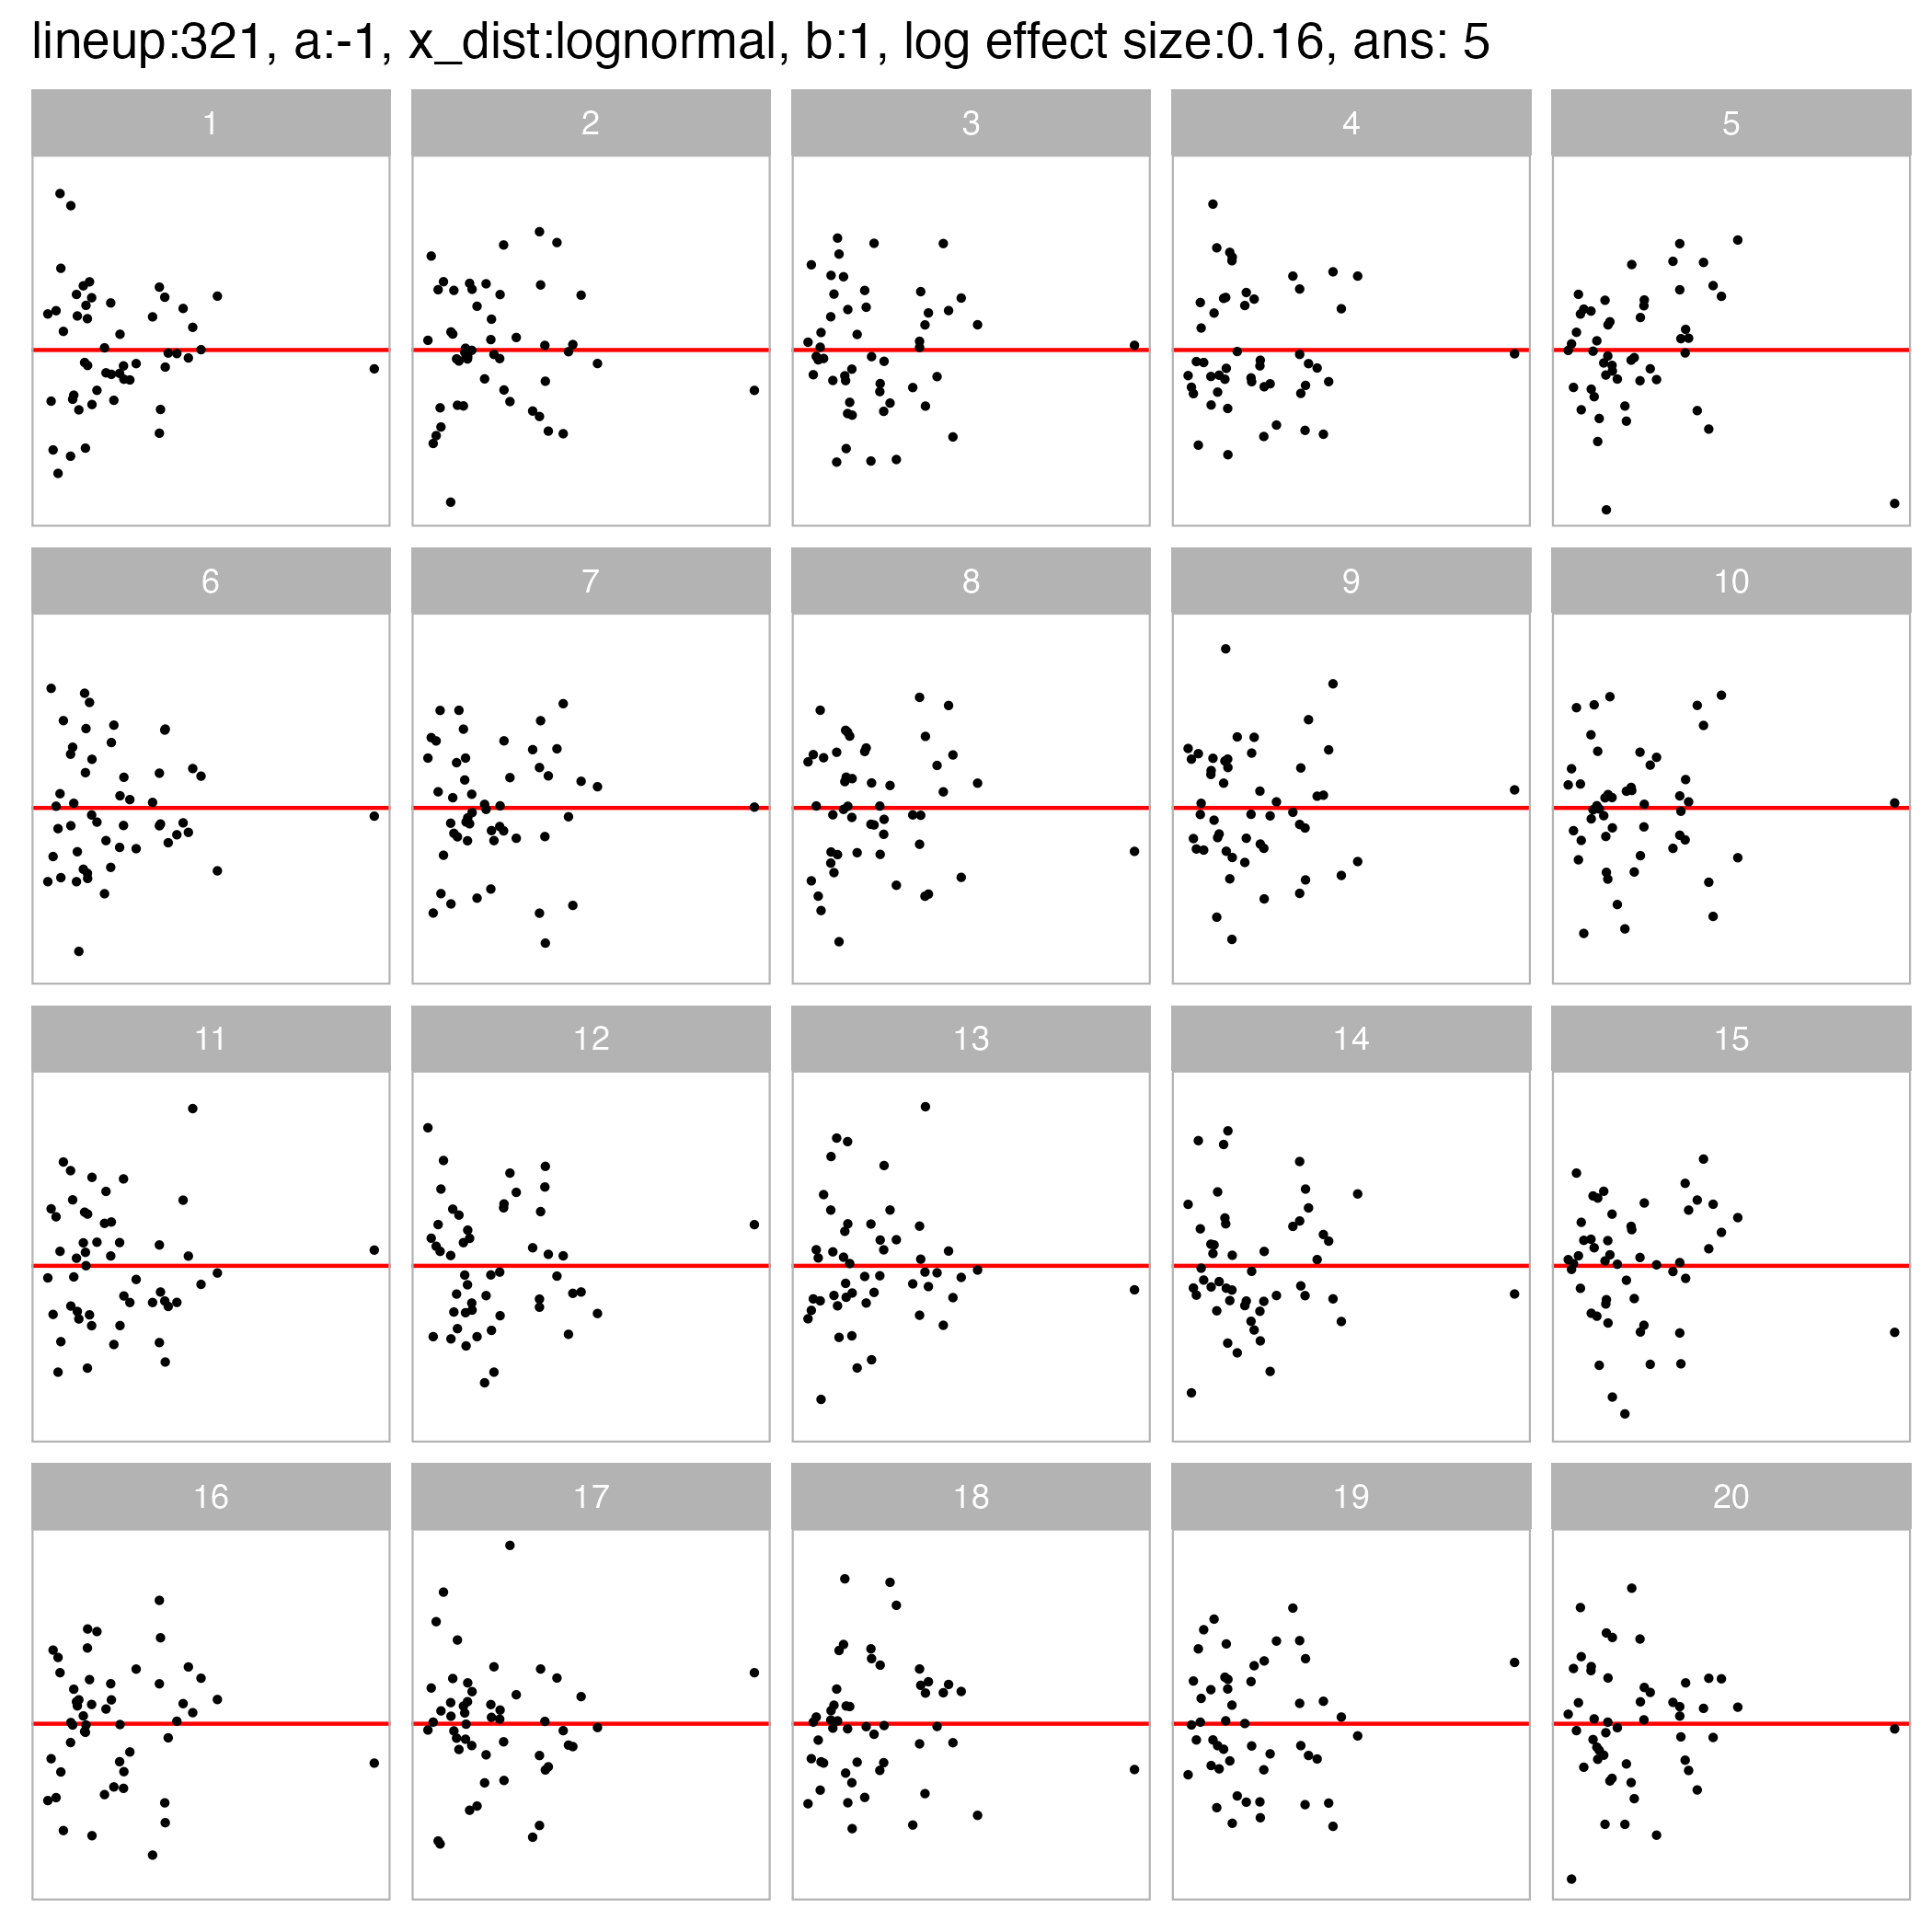 lineup:321, a:-1, x_dist:lognormal, b:1, log effect size:0.16, ans: 5
1 2 3 4 5
6 7 8 9 10
11 12 13 14 15
16 17 18 19 20